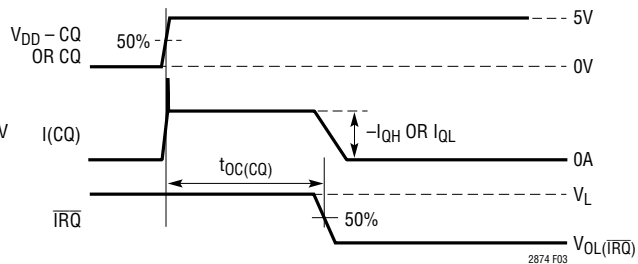 V_DD – CQ
OR CQ
50%
5V
0V
V
I(CQ)
–I_QH OR I_QL
0A
t_OC(CQ)
V_L
IRQ
50%
V_OL(IRQ)
2874 F03